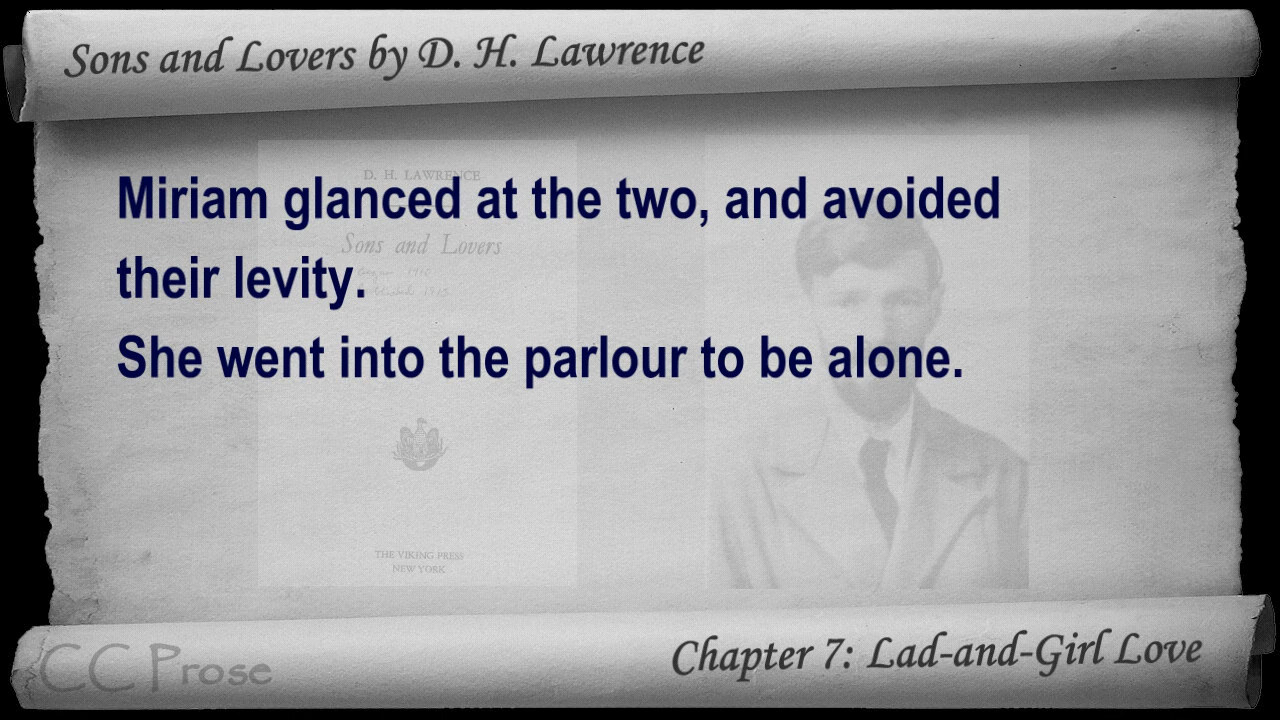 Sons and Lovers by D. H. Lawrence
D. H. LAWRENCE
Miriam glanced at the two, and avoided
Sons and Lovers
their levity.
She went into the parlour to be alone.
THE VIKING PRESS
NEW YORK
Chapter 7: Lad-and-Girl Love
CC Prose